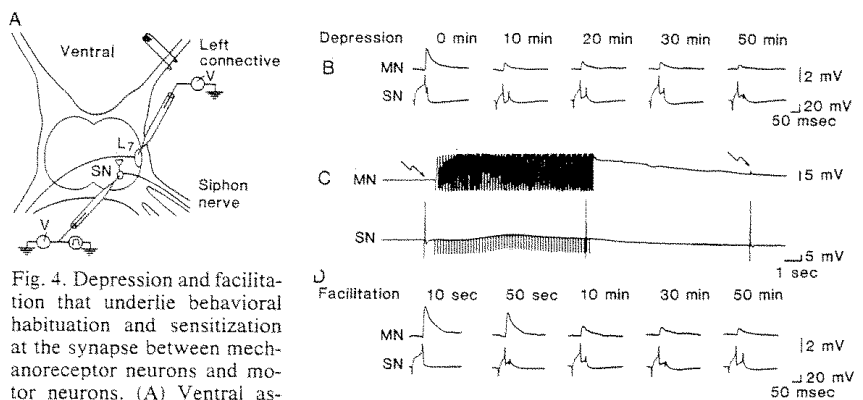 A
Ventral
Left
connective
V
L7
SN
Siphon
nerve
V
Fig. 4. Depression and facilita-
tion that underlie behavioral
habituation and sensitization
at the synapse between mech-
anoreceptor neurons and mo-
tor neurons. (A) Ventral as-
Depression 0 min 10 min 20 min 30 min 50 min
B MN
2 mV
SN
20 mV
50 msec
C MN
5 mV
SN
5 mV
1 sec
D
Facilitation 10 sec 50 sec 10 min 30 min 50 min
MN
2 mV
SN
20 mV
50 msec